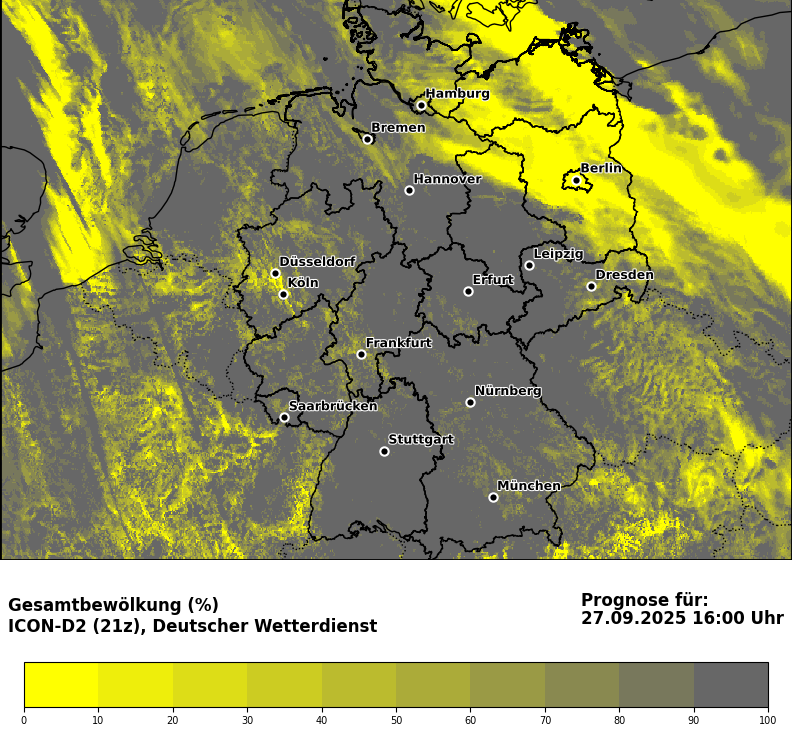 Hamburg
Bremen
Berlin
Hannover
Düsseldorf
Leipzig
Köln
Erfurt
Dresden
Frankfurt
Nürnberg
Saarbrücken
Stuttgart
München
Gesamtbewölkung (%)
ICON-D2 (21z), Deutscher Wetterdienst
Prognose für:
27.09.2025 16:00 Uhr
0 10 20 30 40 50 60 70 80 90 100